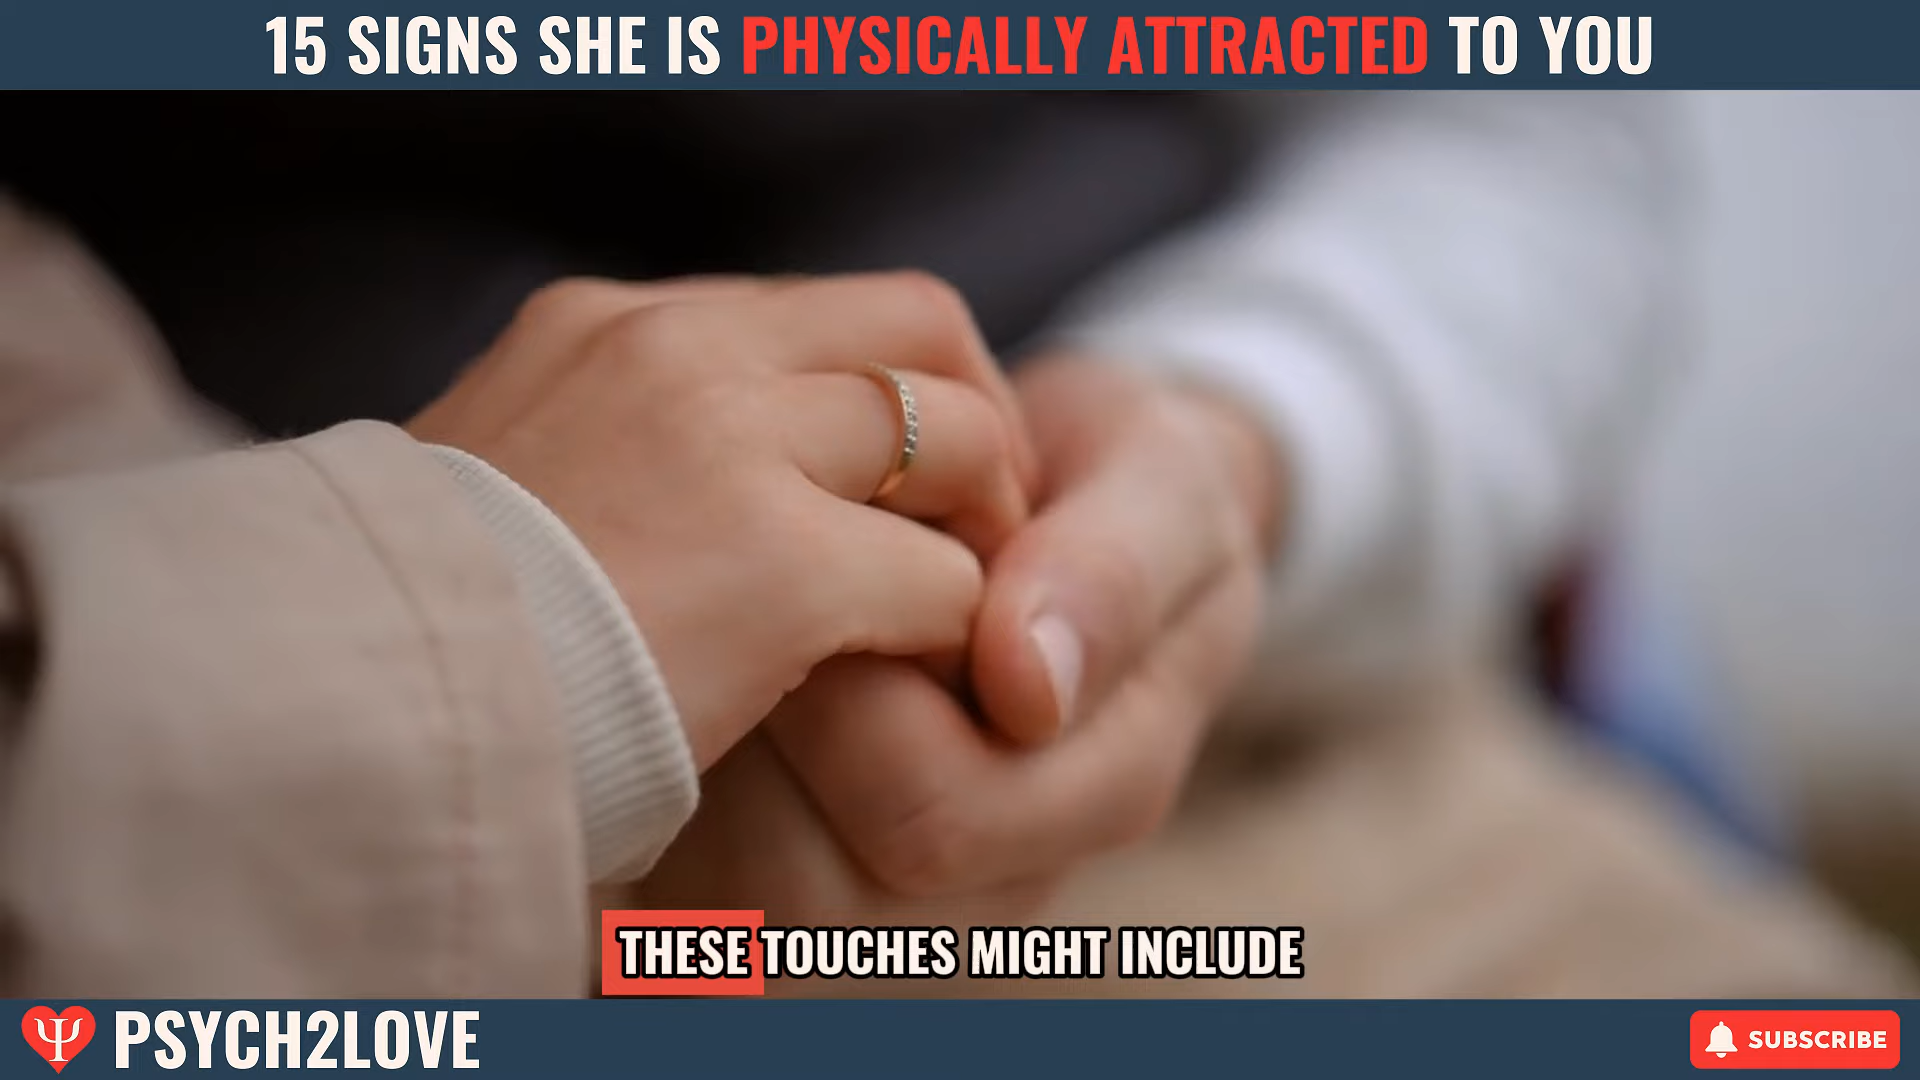 15 SIGNS SHE IS PHYSICALLY ATTRACTED TO YOU
THESE TOUCHES MIGHT INCLUDE
PSYCH2LOVE
SUBSCRIBE